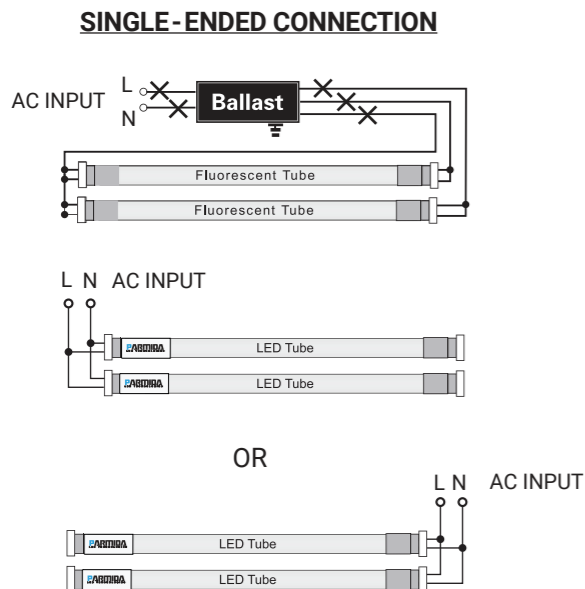 SINGLE-ENDED CONNECTION
AC INPUT
L
N
Ballast
Fluorescent Tube
Fluorescent Tube
L N AC INPUT
LED Tube
LED Tube
OR
L N AC INPUT
LED Tube
LED Tube